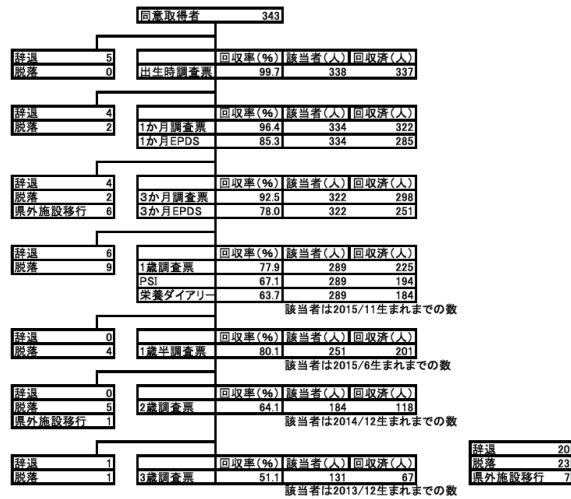 同意取得者 343
辞退 5
脱落 0
回収率(%) 該当者(人) 回収済(人)
出生時調査票 99.7 338 337
辞退 4
脱落 2
回収率(%) 該当者(人) 回収済(人)
1か月調査票 96.4 334 322
1か月EPDS 85.3 334 285
辞退 4
脱落 2
県外施設移行 6
回収率(%) 該当者(人) 回収済(人)
3か月調査票 92.5 322 298
3か月EPDS 78.0 322 251
辞退 6
脱落 9
回収率(%) 該当者(人) 回収済(人)
1歳調査票 77.9 289 225
PSI 67.1 289 194
栄養ダイアリー 63.7 289 184
該当者は2015/11生まれまでの数
辞退 0
脱落 4
回収率(%) 該当者(人) 回収済(人)
1歳半調査票 80.1 251 201
該当者は2015/6生まれまでの数
辞退 0
脱落 5
県外施設移行 1
回収率(%) 該当者(人) 回収済(人)
2歳調査票 64.1 184 118
該当者は2014/12生まれまでの数
辞退 1
脱落 1
回収率(%) 該当者(人) 回収済(人)
3歳調査票 51.1 131 67
該当者は2013/12生まれまでの数
辞退 20
脱落 23
県外施設移行 7